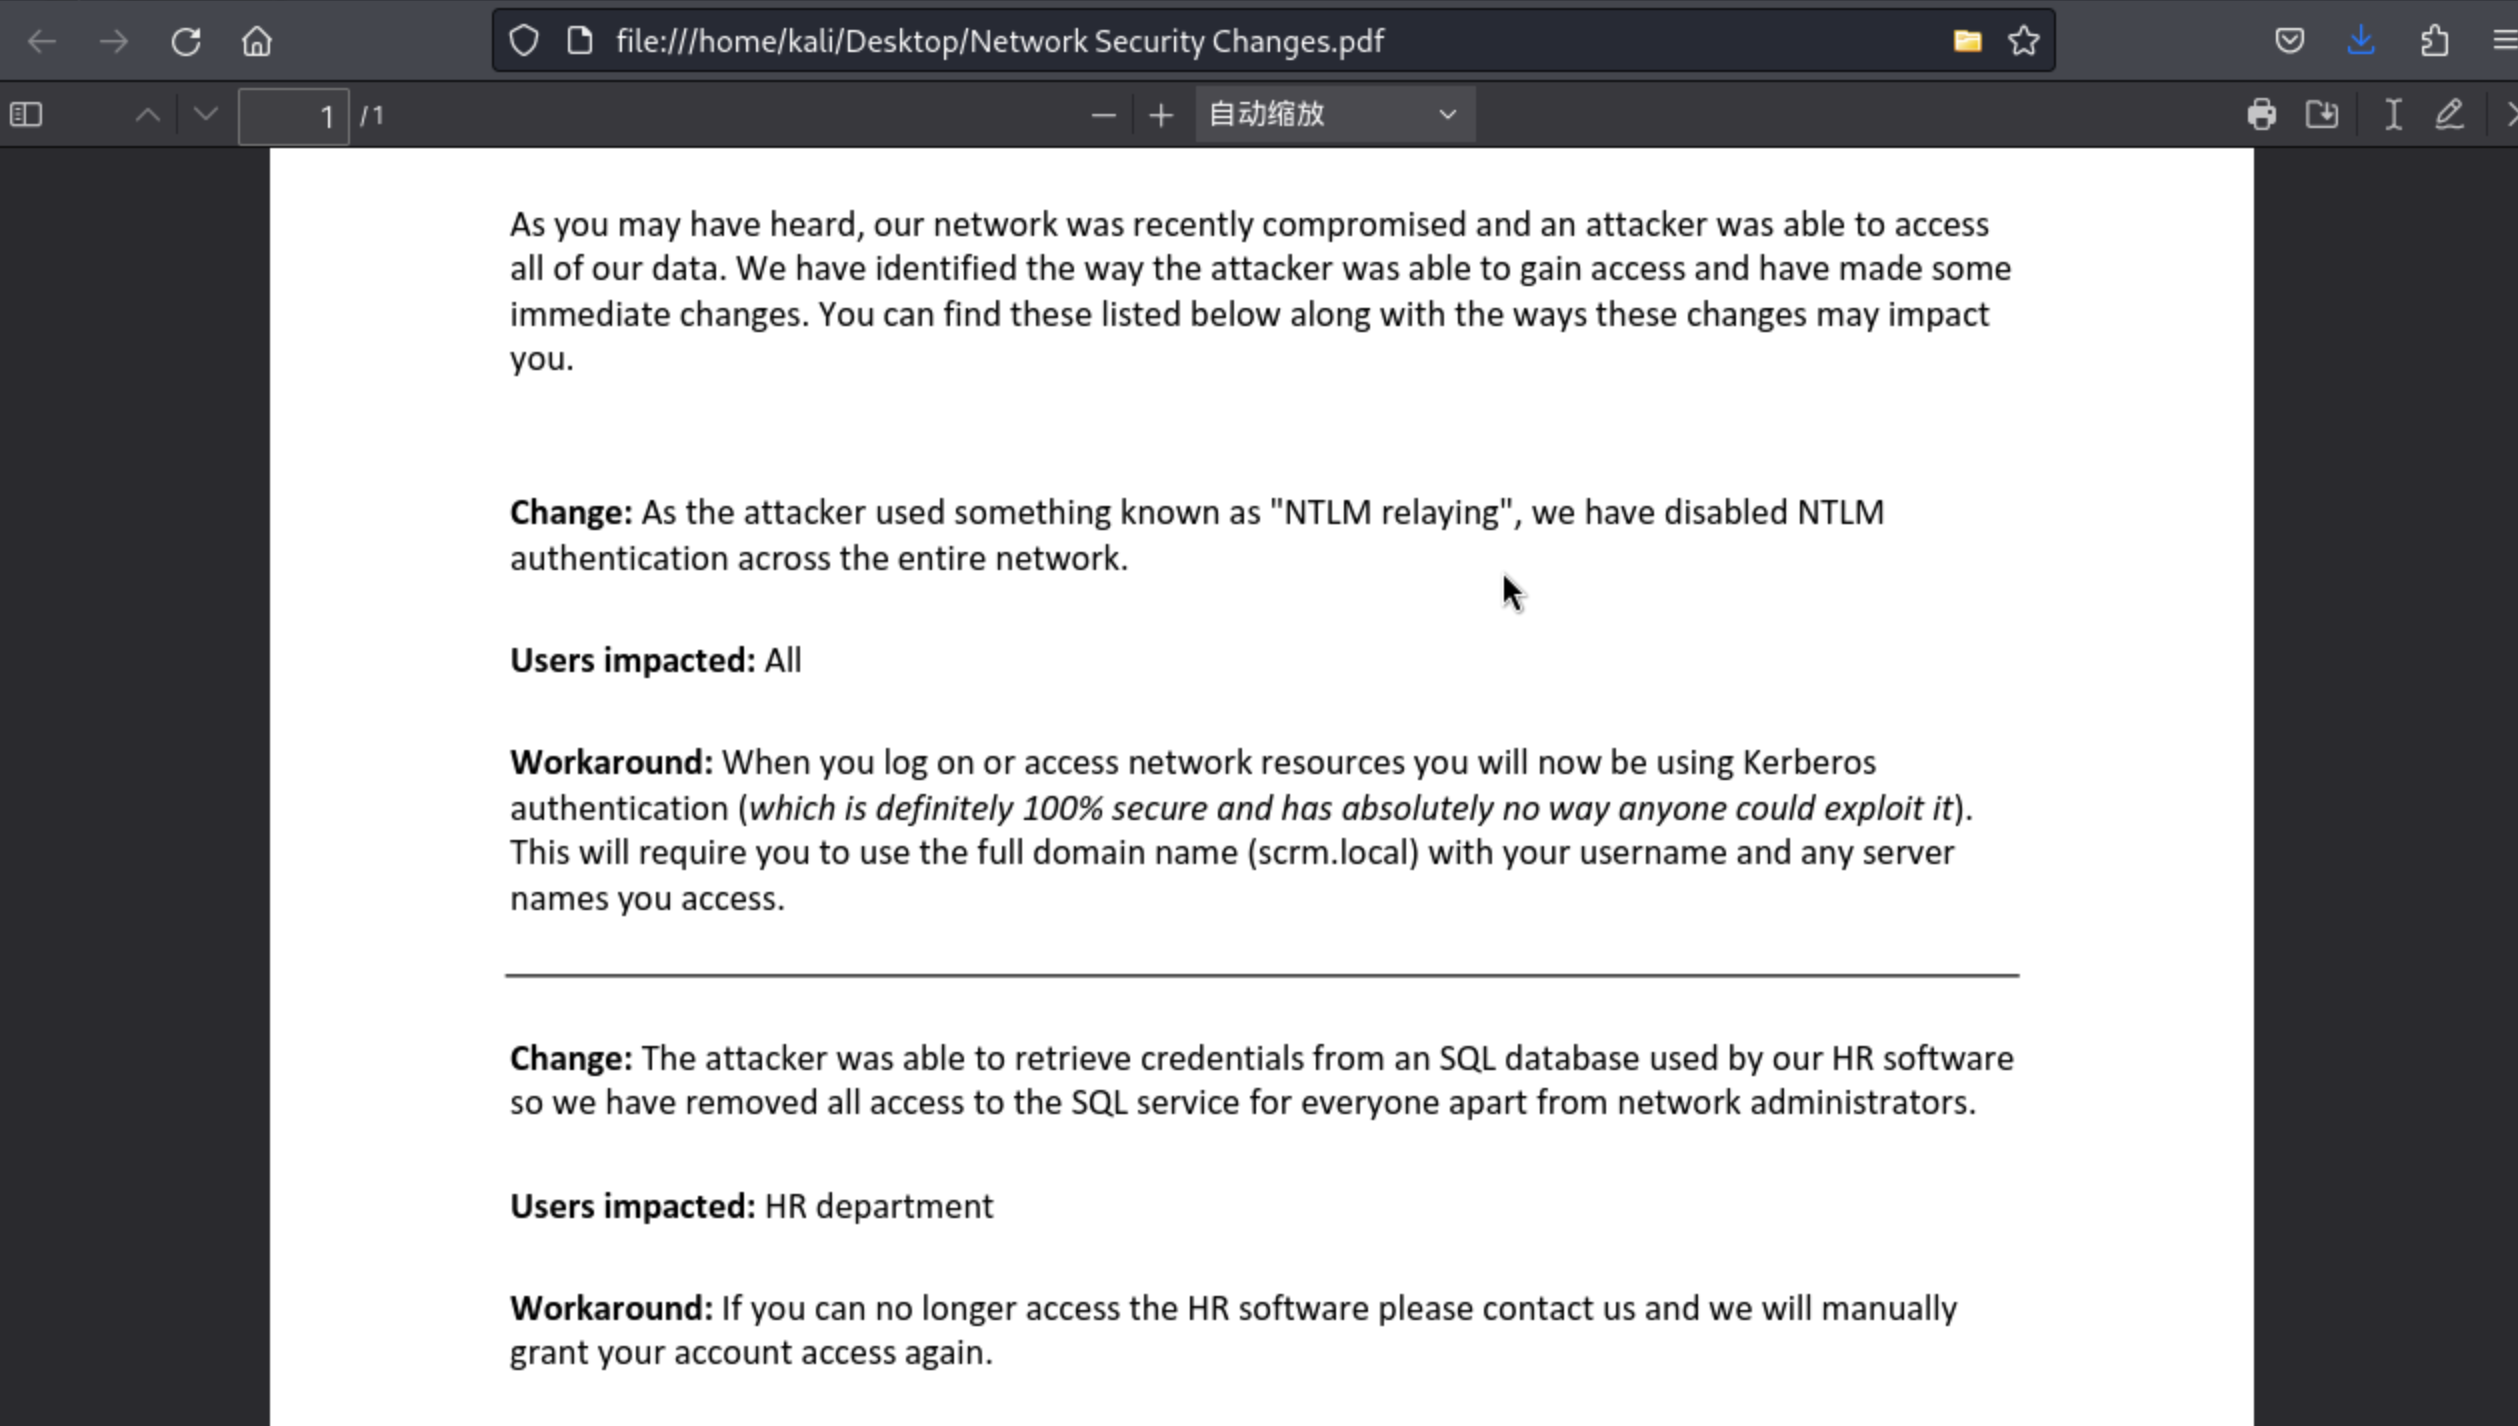 file:///home/kali/Desktop/Network Security Changes.pdf
1 /1 自动缩放
As you may have heard, our network was recently compromised and an attacker was able to access
all of our data. We have identified the way the attacker was able to gain access and have made some
immediate changes. You can find these listed below along with the ways these changes may impact
you.
Change: As the attacker used something known as "NTLM relaying", we have disabled NTLM
authentication across the entire network.
Users impacted: All
Workaround: When you log on or access network resources you will now be using Kerberos
authentication (which is definitely 100% secure and has absolutely no way anyone could exploit it).
This will require you to use the full domain name (scrm.local) with your username and any server
names you access.
Change: The attacker was able to retrieve credentials from an SQL database used by our HR software
so we have removed all access to the SQL service for everyone apart from network administrators.
Users impacted: HR department
Workaround: If you can no longer access the HR software please contact us and we will manually
grant your account access again.